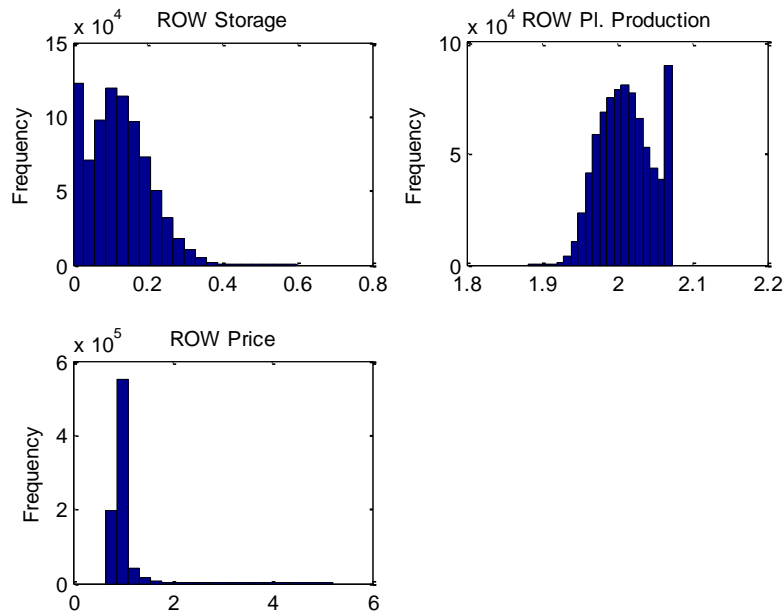 ROW Storage
x 10^4
15
10
5
0
Frequency
0 0.2 0.4 0.6 0.8
ROW Pl. Production
x 10^4
10
5
0
Frequency
1.8 1.9 2 2.1 2.2
ROW Price
x 10^5
6
4
2
0
Frequency
0 2 4 6